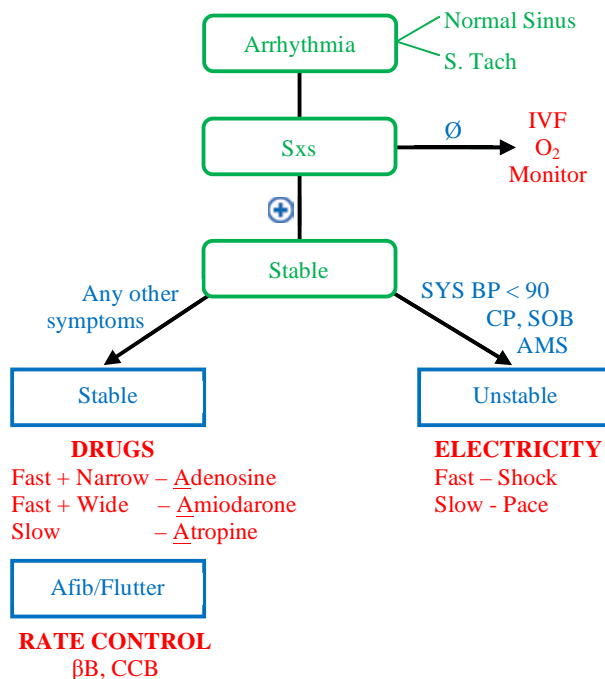 Arrhythmia
Normal Sinus
S. Tach
Sxs
Ø
IVF
O₂
Monitor
+
Stable
Any other
symptoms
SYS BP < 90
CP, SOB
AMS
Stable
Unstable
DRUGS
Fast + Narrow – Adenosine
Fast + Wide – Amiodarone
Slow – Atropine
ELECTRICITY
Fast – Shock
Slow - Pace
Afib/Flutter
RATE CONTROL
βB, CCB